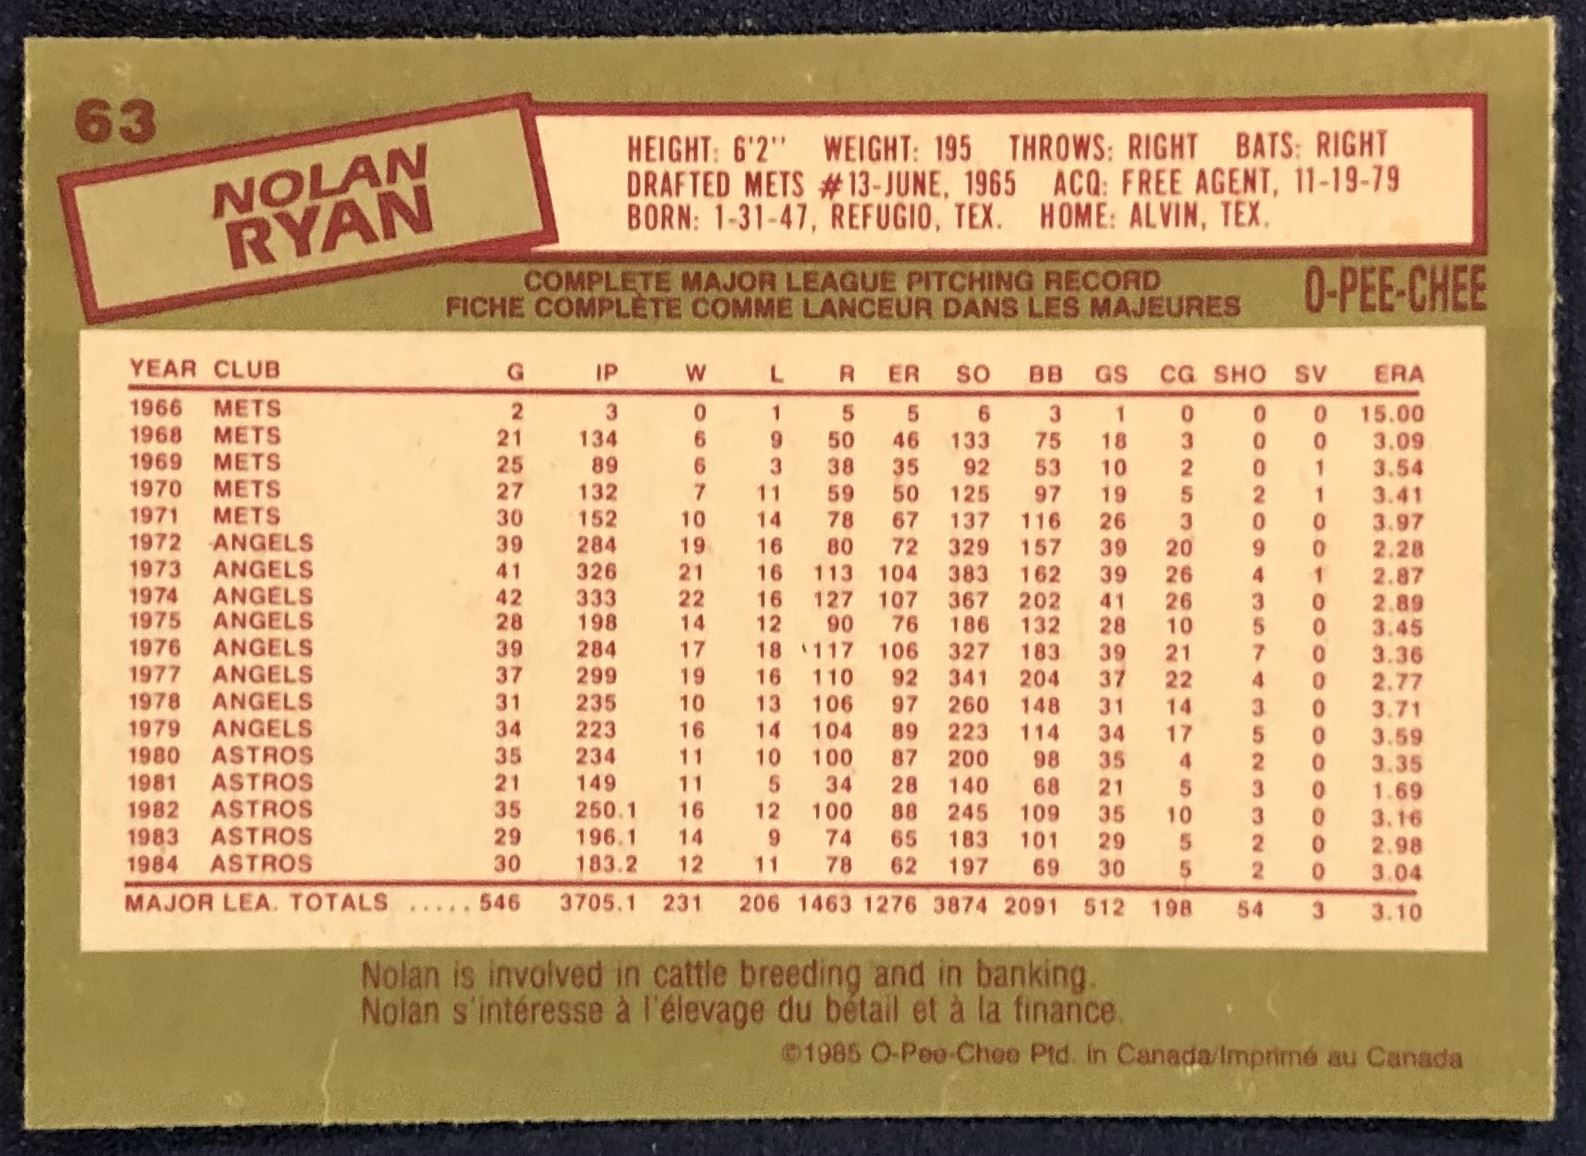 63
NOLAN
RYAN
HEIGHT: 6'2'' WEIGHT: 195 THROWS: RIGHT BATS: RIGHT
DRAFTED METS #13-JUNE, 1965 ACQ: FREE AGENT, 11-19-79
BORN: 1-31-47, REFUGIO, TEX. HOME: ALVIN, TEX.
COMPLETE MAJOR LEAGUE PITCHING RECORD
FICHE COMPLÈTE COMME LANCEUR DANS LES MAJEURES
O-PEE-CHEE
YEAR CLUB G IP W L R ER SO BB GS CG SHO SV ERA
1966 METS 2 3 0 1 5 5 6 3 1 0 0 0 15.00
1968 METS 21 134 6 9 50 46 133 75 18 3 0 0 3.09
1969 METS 25 89 6 3 38 35 92 53 10 2 0 1 3.54
1970 METS 27 132 7 11 59 50 125 97 19 5 2 1 3.41
1971 METS 30 152 10 14 78 67 137 116 26 3 0 0 3.97
1972 ANGELS 39 284 19 16 80 72 329 157 39 20 9 0 2.28
1973 ANGELS 41 326 21 16 113 104 383 162 39 26 4 1 2.87
1974 ANGELS 42 333 22 16 127 107 367 202 41 26 3 0 2.89
1975 ANGELS 28 198 14 12 90 76 186 132 28 10 5 0 3.45
1976 ANGELS 39 284 17 18 117 106 327 183 39 21 7 0 3.36
1977 ANGELS 37 299 19 16 110 92 341 204 37 22 4 0 2.77
1978 ANGELS 31 235 10 13 106 97 260 148 31 14 3 0 3.71
1979 ANGELS 34 223 16 14 104 89 223 114 34 17 5 0 3.59
1980 ASTROS 35 234 11 10 100 87 200 98 35 4 2 0 3.35
1981 ASTROS 21 149 11 5 34 28 140 68 21 5 3 0 1.69
1982 ASTROS 35 250.1 16 12 100 88 245 109 35 10 3 0 3.16
1983 ASTROS 29 196.1 14 9 74 65 183 101 29 5 2 0 2.98
1984 ASTROS 30 183.2 12 11 78 62 197 69 30 5 2 0 3.04
MAJOR LEA. TOTALS ..... 546 3705.1 231 206 1463 1276 3874 2091 512 198 54 3 3.10
Nolan is involved in cattle breeding and in banking.
Nolan s'intéresse à l'élevage du bétail et à la finance.
©1985 O-Pee-Chee Ptd. in Canada/Imprimé au Canada